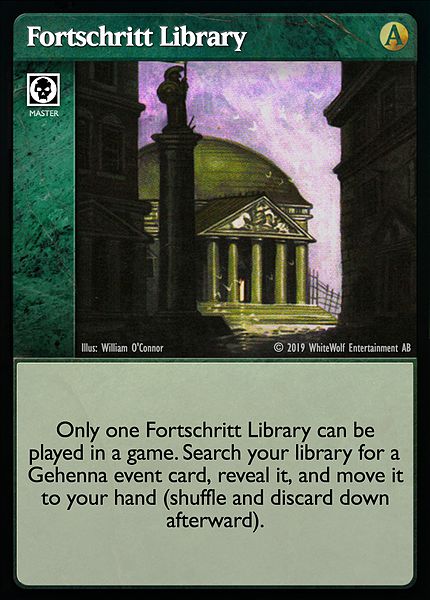 Fortschritt Library
A
MASTER
Illus: William O'Connor
© 2019 WhiteWolf Entertainment AB
Only one Fortschritt Library can be
played in a game. Search your library for a
Gehenna event card, reveal it, and move it
to your hand (shuffle and discard down
afterward).